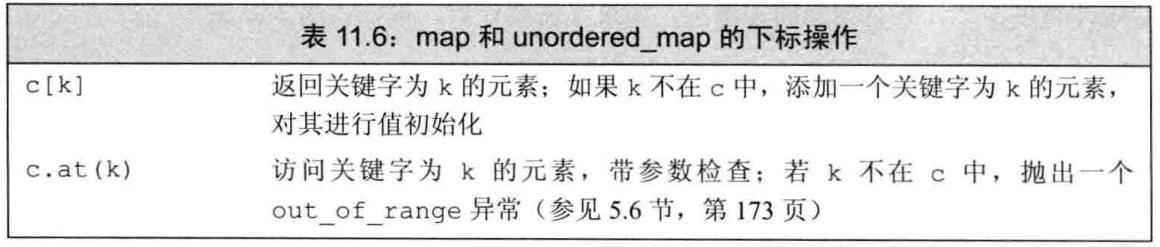 表 11.6：map 和 unordered_map 的下标操作
c[k] 返回关键字为 k 的元素；如果 k 不在 c 中，添加一个关键字为 k 的元素，
对其进行值初始化
c.at(k) 访问关键字为 k 的元素，带参数检查；若 k 不在 c 中，抛出一个
out_of_range 异常（参见 5.6 节，第 173 页）